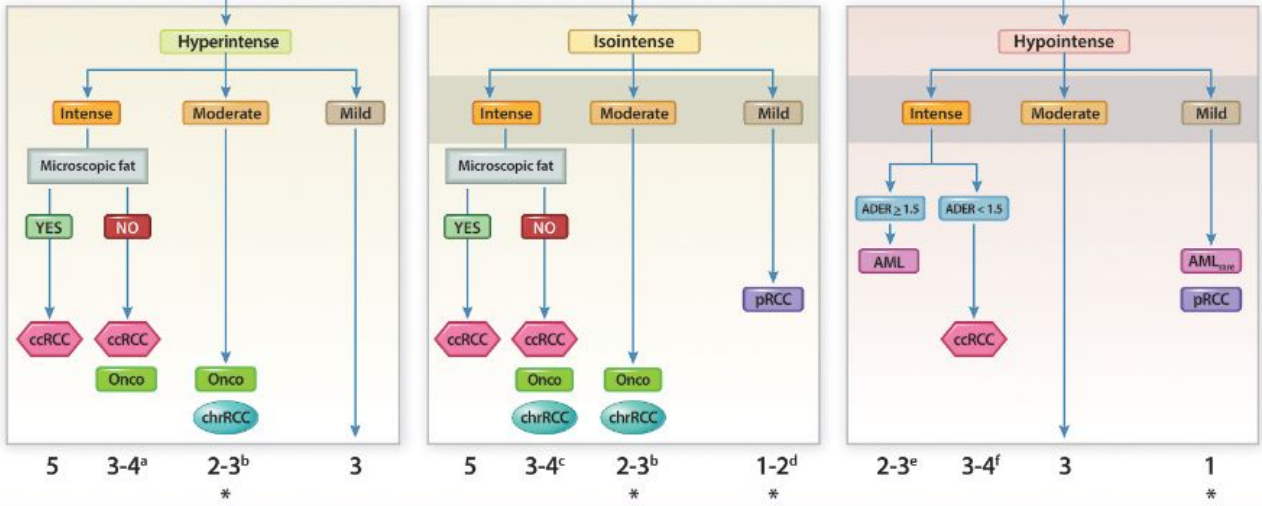 Hyperintense
Intense Moderate Mild
Microscopic fat
YES NO
ccRCC ccRCC
Onco Onco
chrRCC
5 3-4ᵃ 2-3ᵇ 3
*
Isointense
Intense Moderate Mild
Microscopic fat
YES NO
pRCC
ccRCC ccRCC
Onco Onco
chrRCC chrRCC
5 3-4ᶜ 2-3ᵇ 1-2ᵈ
* *
Hypointense
Intense Moderate Mild
ADER ≥ 1.5 ADER < 1.5
AML AMLrare
pRCC
ccRCC
2-3ᵉ 3-4ᶠ 3 1
*